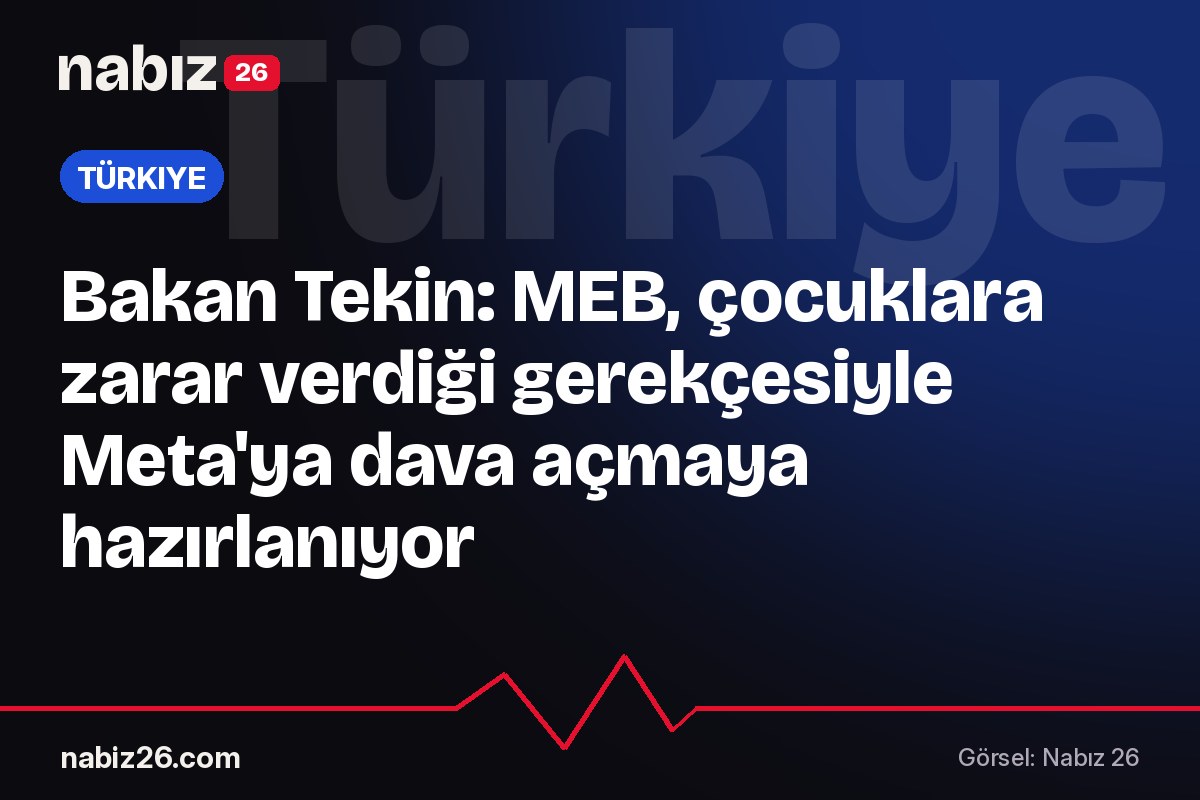 Türkiye
nabız 26
TÜRKIYE
Bakan Tekin: MEB, çocuklara
zarar verdiği gerekçesiyle
Meta'ya dava açmaya
hazırlanıyor
nabiz26.com
Görsel: Nabız 26